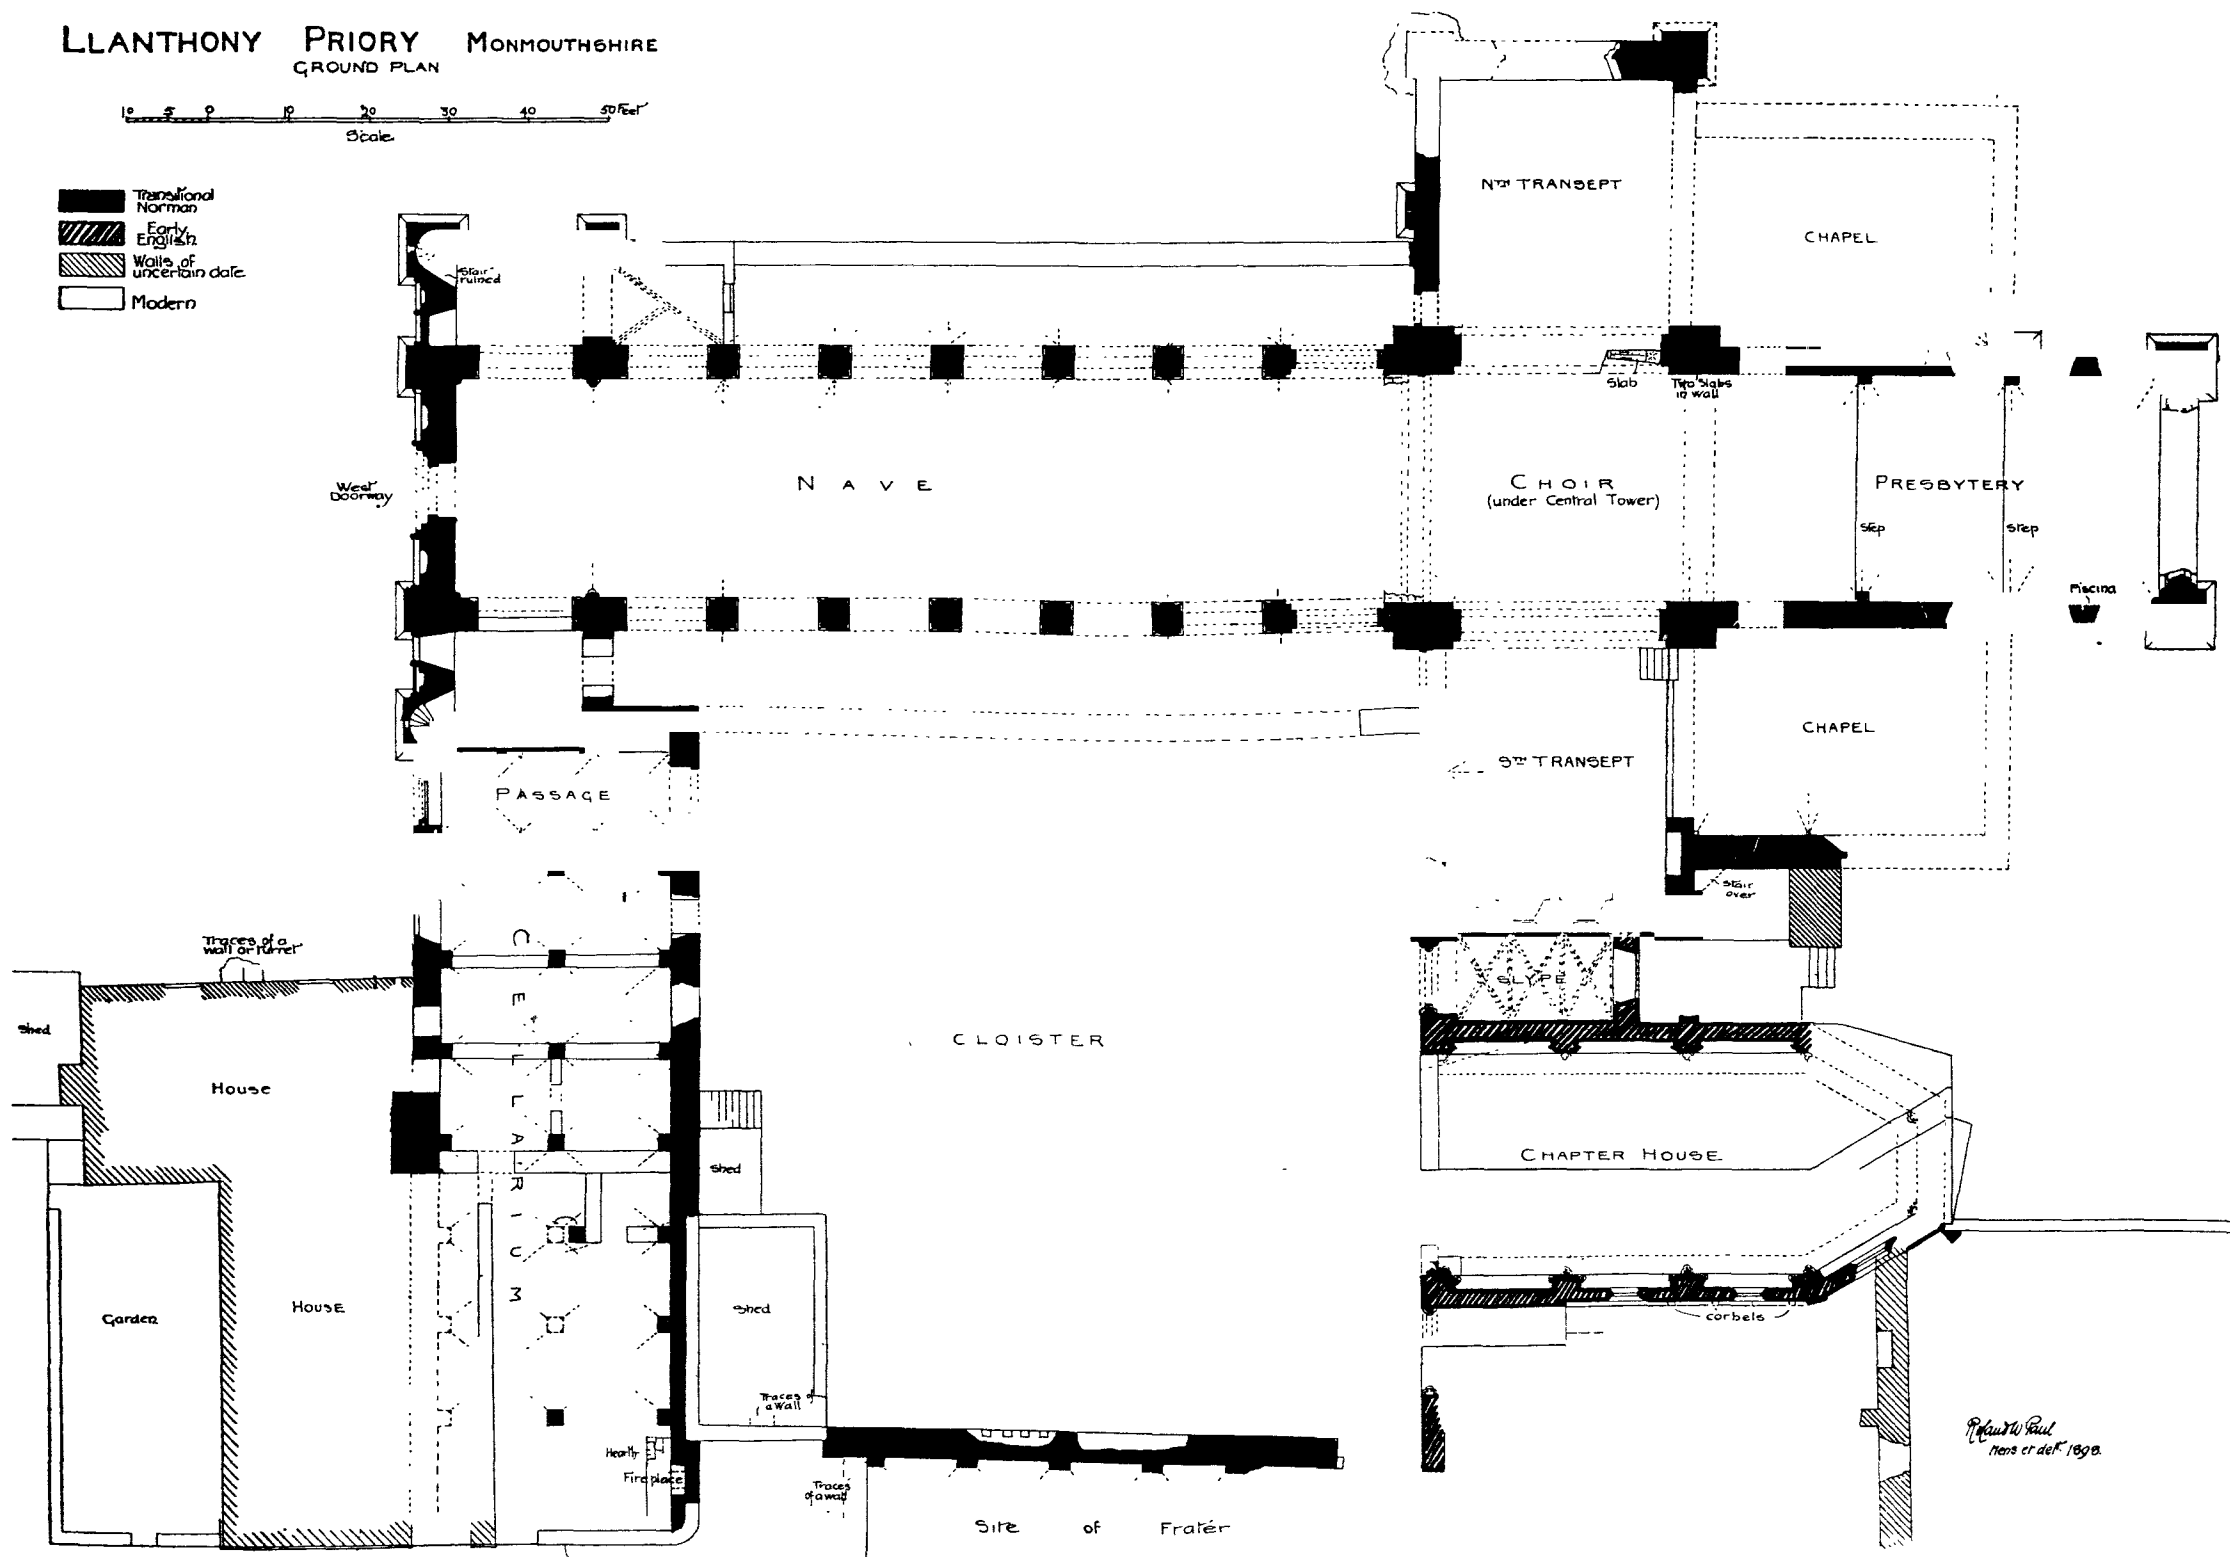 LLANTHONY PRIORY MONMOUTHSHIRE
GROUND PLAN
10 5 0 10 20 30 40 50 Feet
Scale
Transitional
Norman
Early
English
Walls of
uncertain date
Modern
Stair
ruined
NTH TRANSEPT
CHAPEL
Slab
Two Slabs
in wall
West
Doorway
NAVE
CHOIR
(under Central Tower)
PRESBYTERY
Step
Step
Piscina
PASSAGE
STH TRANSEPT
CHAPEL
Stair
over
Traces of a
wall or turret
Shed
House
CELLARIUM
CLOISTER
SLYPE
Shed
CHAPTER HOUSE
Garden
House
Shed
corbels
Traces of
a Wall
Hearth
Fireplace
Traces
of a wall
Site of Frater
Roland W Paul
Mens et delt. 1898.